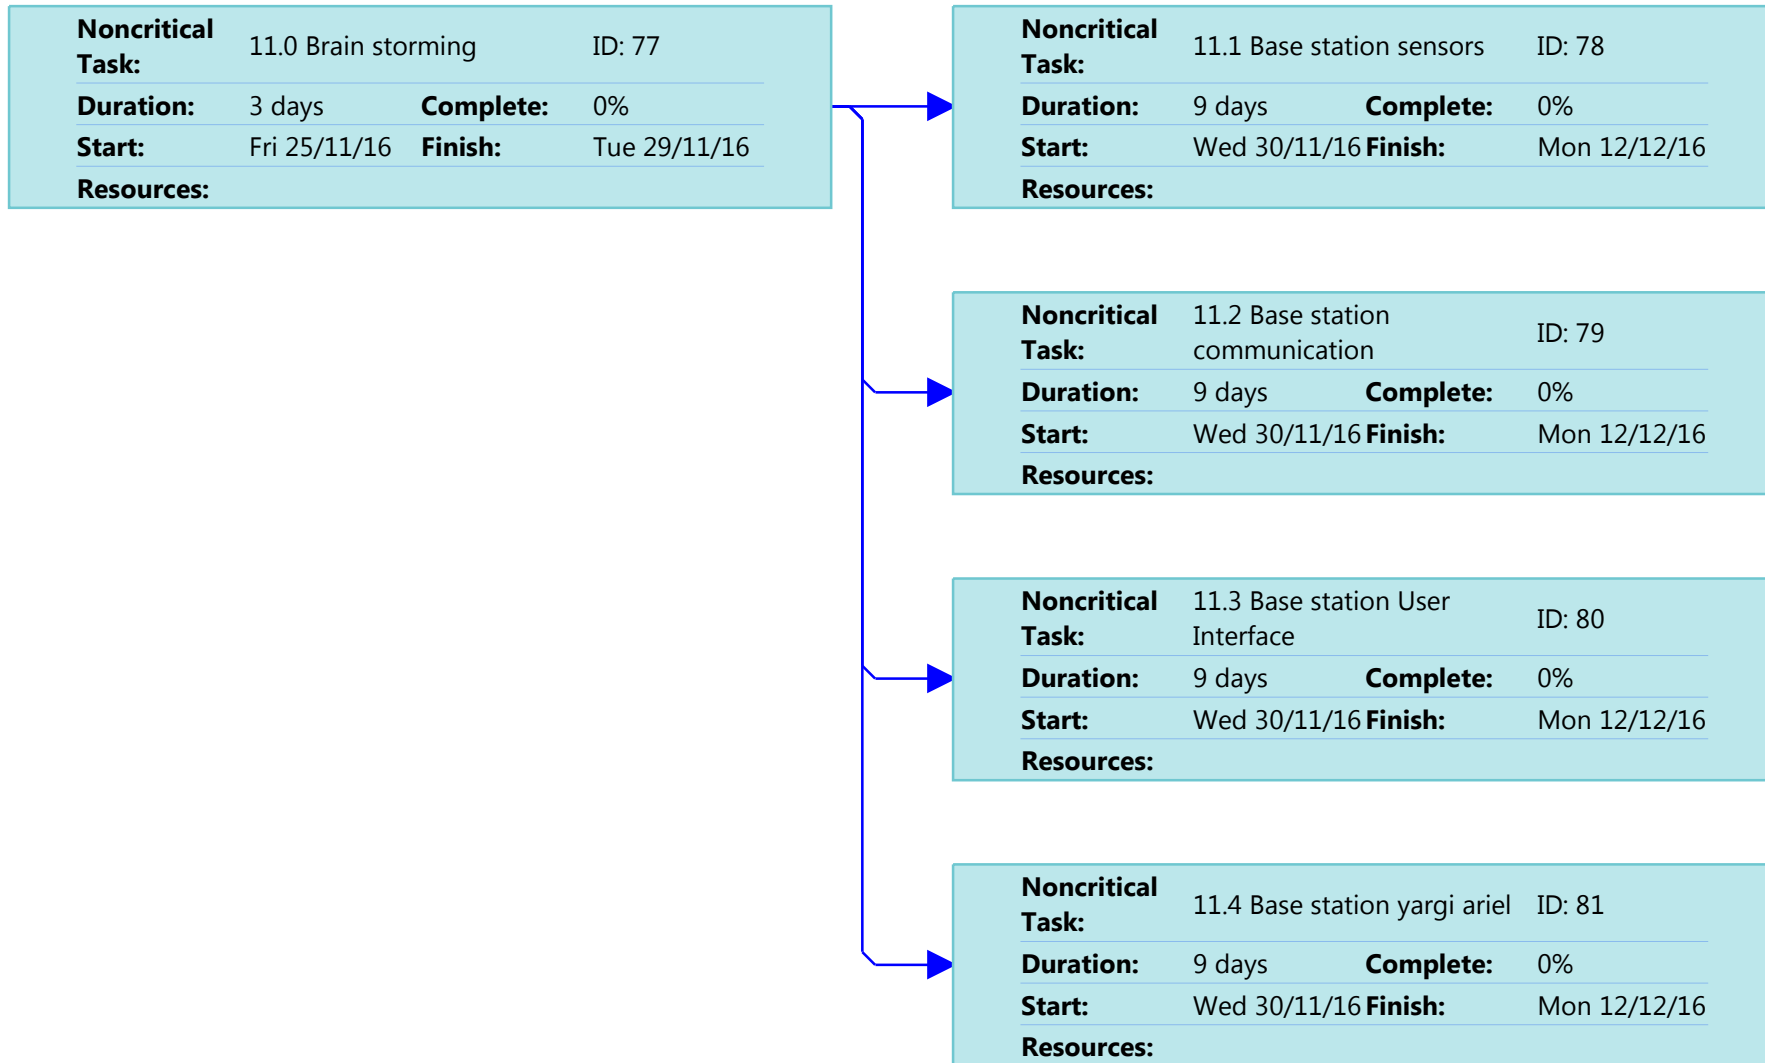 Noncritical Task: 11.0 Brain storming ID: 77
Duration: 3 days Complete: 0%
Start: Fri 25/11/16 Finish: Tue 29/11/16
Resources:
Noncritical Task: 11.1 Base station sensors ID: 78
Duration: 9 days Complete: 0%
Start: Wed 30/11/16 Finish: Mon 12/12/16
Resources:
Noncritical Task: 11.2 Base station communication ID: 79
Duration: 9 days Complete: 0%
Start: Wed 30/11/16 Finish: Mon 12/12/16
Resources:
Noncritical Task: 11.3 Base station User Interface ID: 80
Duration: 9 days Complete: 0%
Start: Wed 30/11/16 Finish: Mon 12/12/16
Resources:
Noncritical Task: 11.4 Base station yargi ariel ID: 81
Duration: 9 days Complete: 0%
Start: Wed 30/11/16 Finish: Mon 12/12/16
Resources: